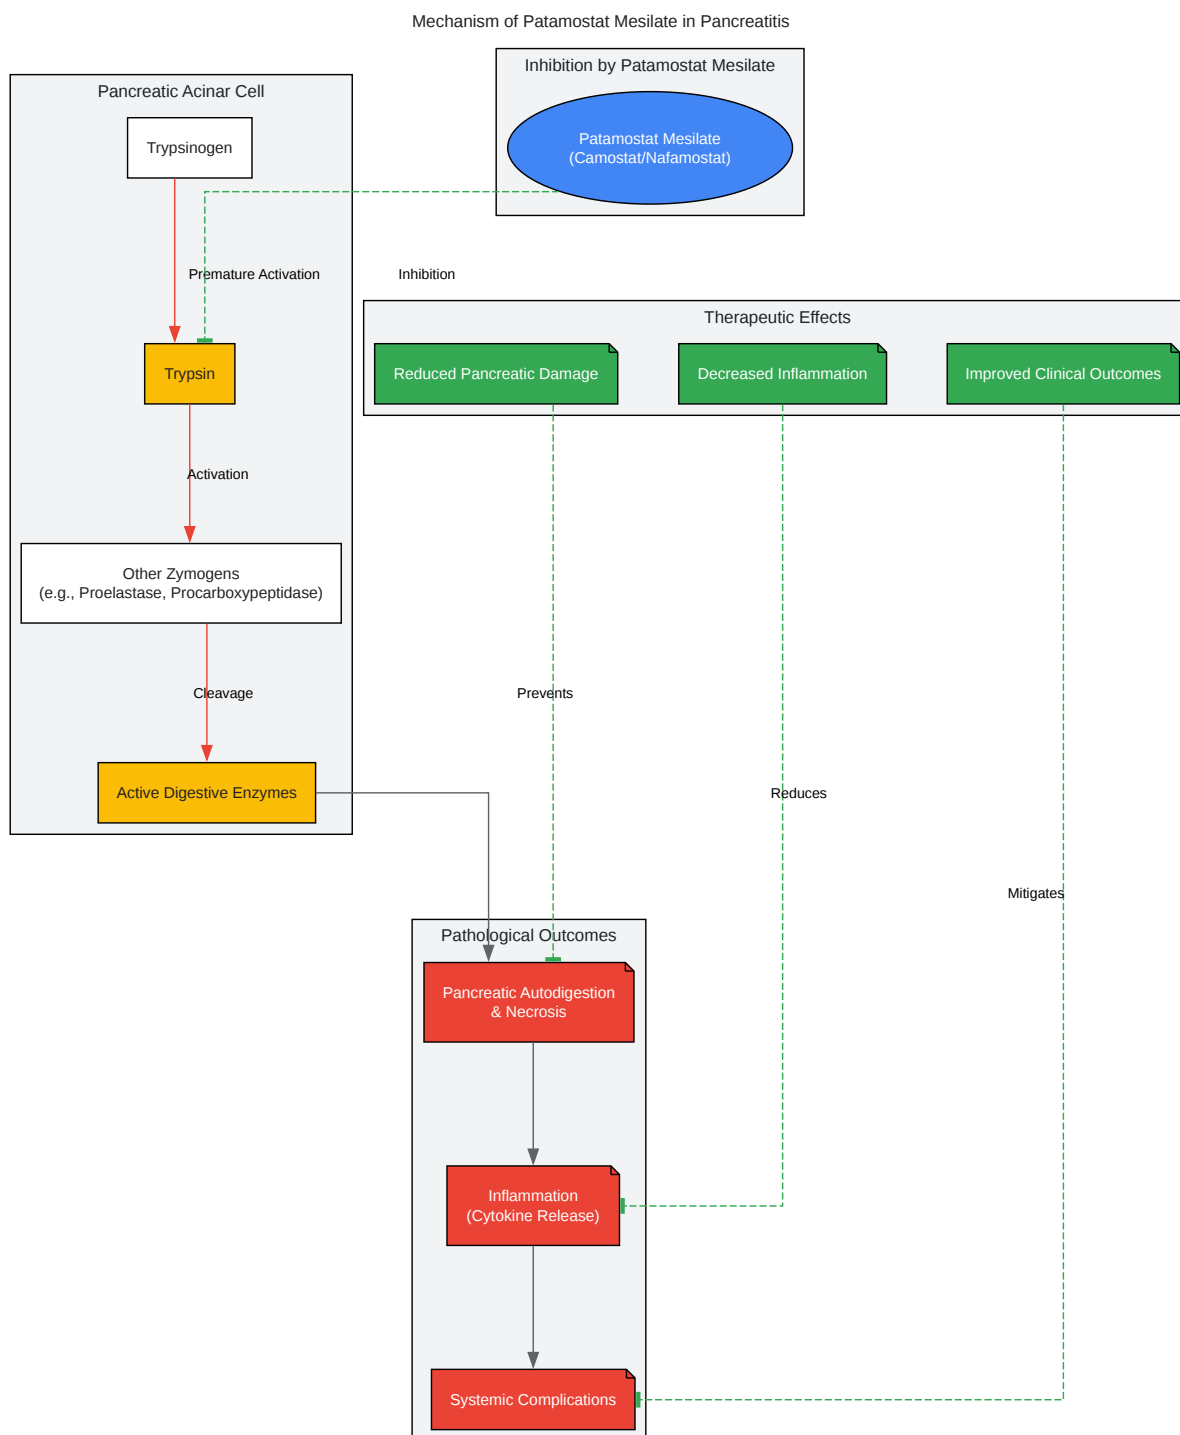 Mechanism of Patamostat Mesilate in Pancreatitis
Inhibition by Patamostat Mesilate
Patamostat Mesilate
(Camostat/Nafamostat)
Pancreatic Acinar Cell
Trypsinogen
Premature Activation
Inhibition
Trypsin
Activation
Other Zymogens
(e.g., Proelastase, Procarboxypeptidase)
Cleavage
Active Digestive Enzymes
Therapeutic Effects
Reduced Pancreatic Damage
Decreased Inflammation
Improved Clinical Outcomes
Prevents
Reduces
Mitigates
Pathological Outcomes
Pancreatic Autodigestion
& Necrosis
Inflammation
(Cytokine Release)
Systemic Complications